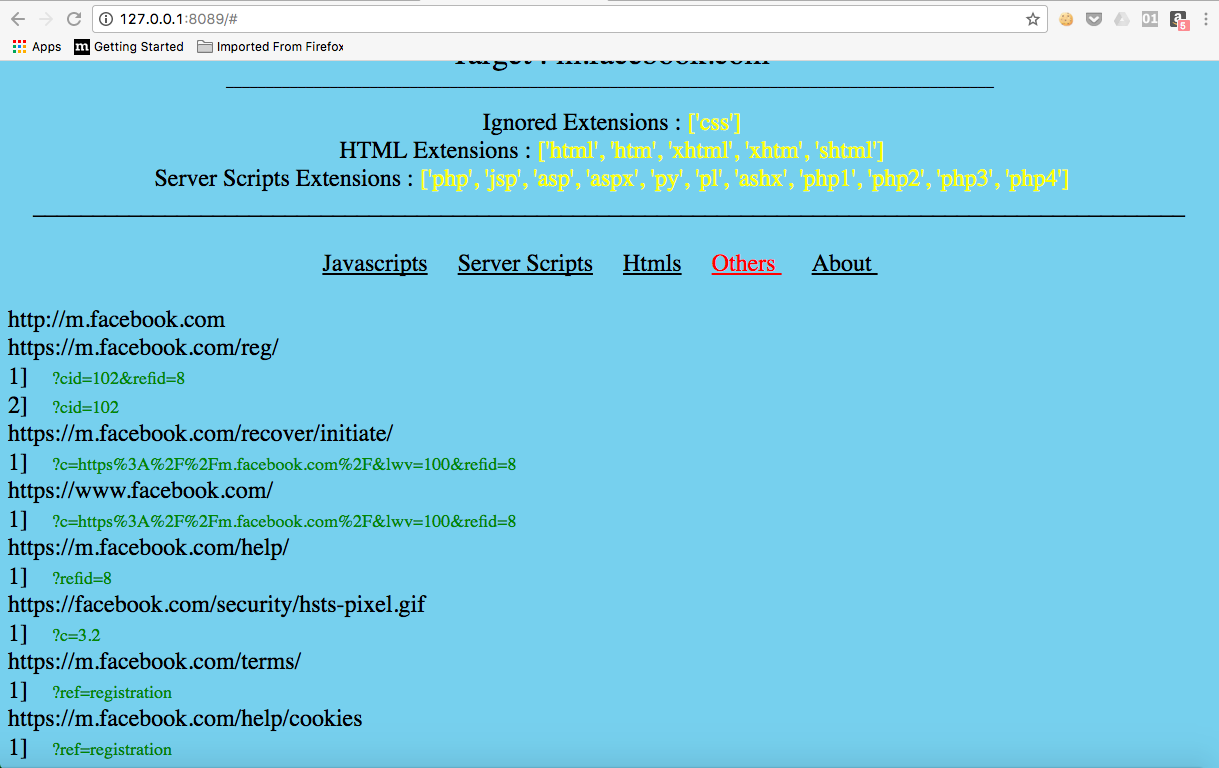 127.0.0.1:8089/#
01
a
5
Apps
m Getting Started
Imported From Firefox
Target : m.facebook.com
Ignored Extensions : ['css']
HTML Extensions : ['html', 'htm', 'xhtml', 'xhtm', 'shtml']
Server Scripts Extensions : ['php', 'jsp', 'asp', 'aspx', 'py', 'pl', 'ashx', 'php1', 'php2', 'php3', 'php4']
Javascripts Server Scripts Htmls Others About
http://m.facebook.com
https://m.facebook.com/reg/
1] ?cid=102&refid=8
2] ?cid=102
https://m.facebook.com/recover/initiate/
1] ?c=https%3A%2F%2Fm.facebook.com%2F&lwv=100&refid=8
https://www.facebook.com/
1] ?c=https%3A%2F%2Fm.facebook.com%2F&lwv=100&refid=8
https://m.facebook.com/help/
1] ?refid=8
https://facebook.com/security/hsts-pixel.gif
1] ?c=3.2
https://m.facebook.com/terms/
1] ?ref=registration
https://m.facebook.com/help/cookies
1] ?ref=registration